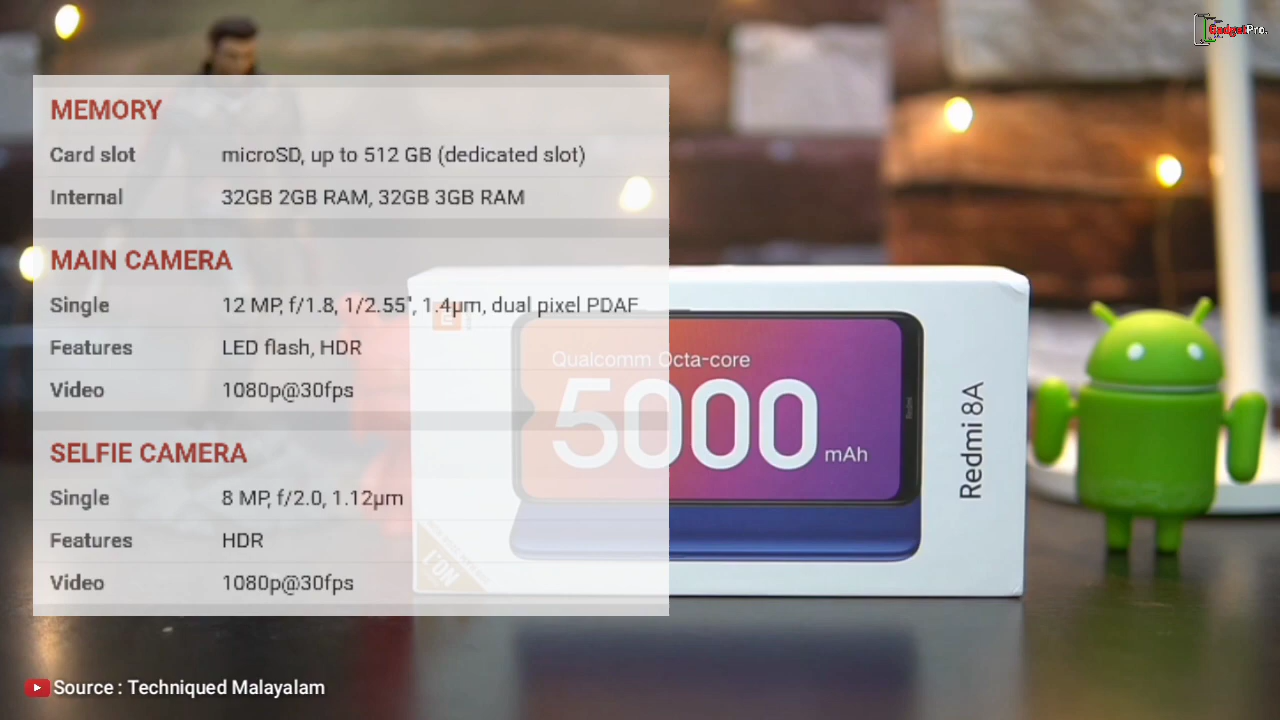 GadgetPro.
MEMORY
Card slot microSD, up to 512 GB (dedicated slot)
Internal 32GB 2GB RAM, 32GB 3GB RAM
MAIN CAMERA
Single 12 MP, f/1.8, 1/2.55", 1.4µm, dual pixel PDAF
Features LED flash, HDR
Video 1080p@30fps
SELFIE CAMERA
Single 8 MP, f/2.0, 1.12µm
Features HDR
Video 1080p@30fps
Qualcomm Octa-core
5000 mAh
Redmi
Redmi 8A
Source : Techniqued Malayalam